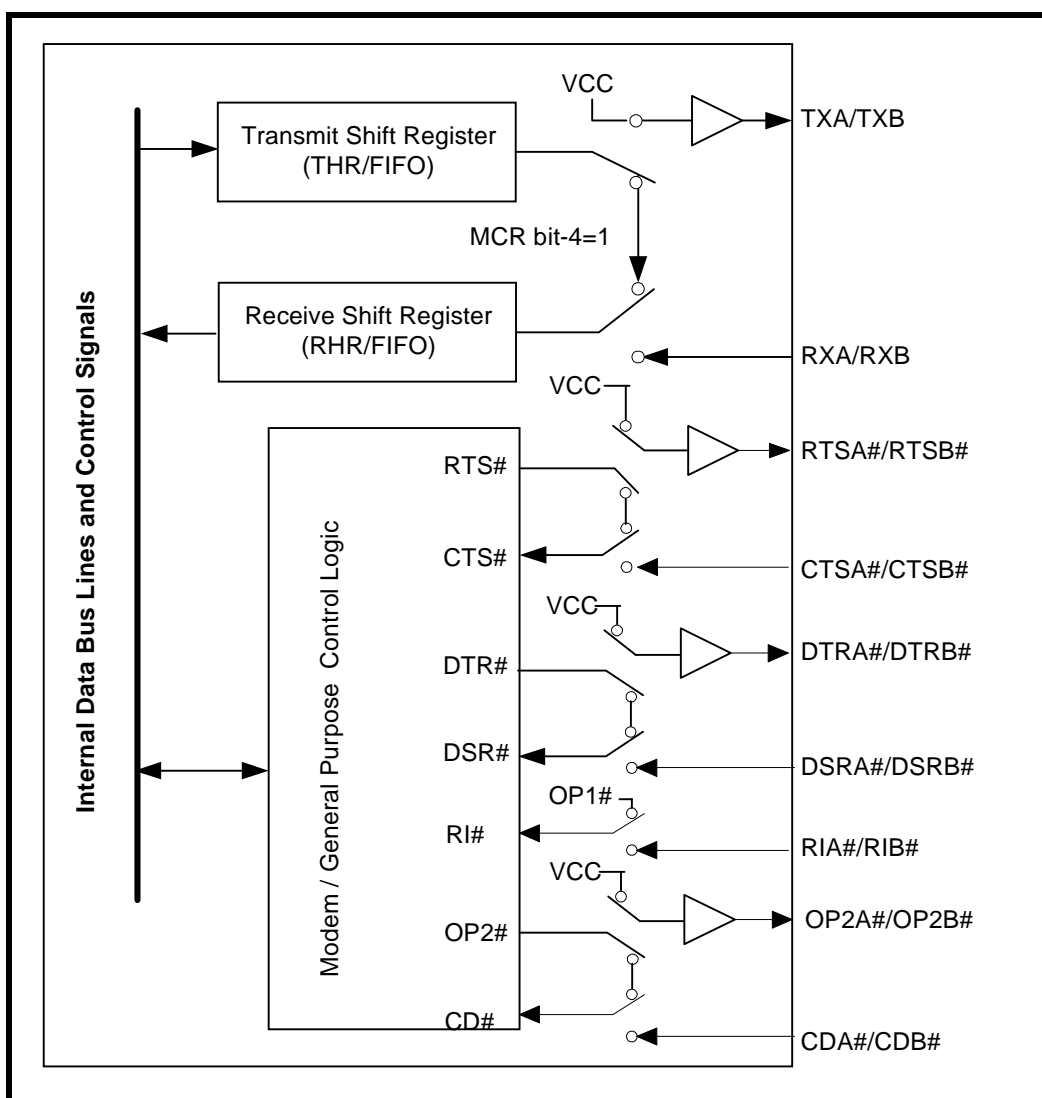 VCC
TXA/TXB
Transmit Shift Register
(THR/FIFO)
MCR bit-4=1
Receive Shift Register
(RHR/FIFO)
RXA/RXB
VCC
RTSA#/RTSB#
RTS#
CTS#
CTSA#/CTSB#
VCC
DTRA#/DTRB#
DTR#
DSR#
DSRA#/DSRB#
OP1#
RI#
RIA#/RIB#
VCC
OP2A#/OP2B#
OP2#
CD#
CDA#/CDB#
Internal Data Bus Lines and Control Signals
Modem / General Purpose Control Logic